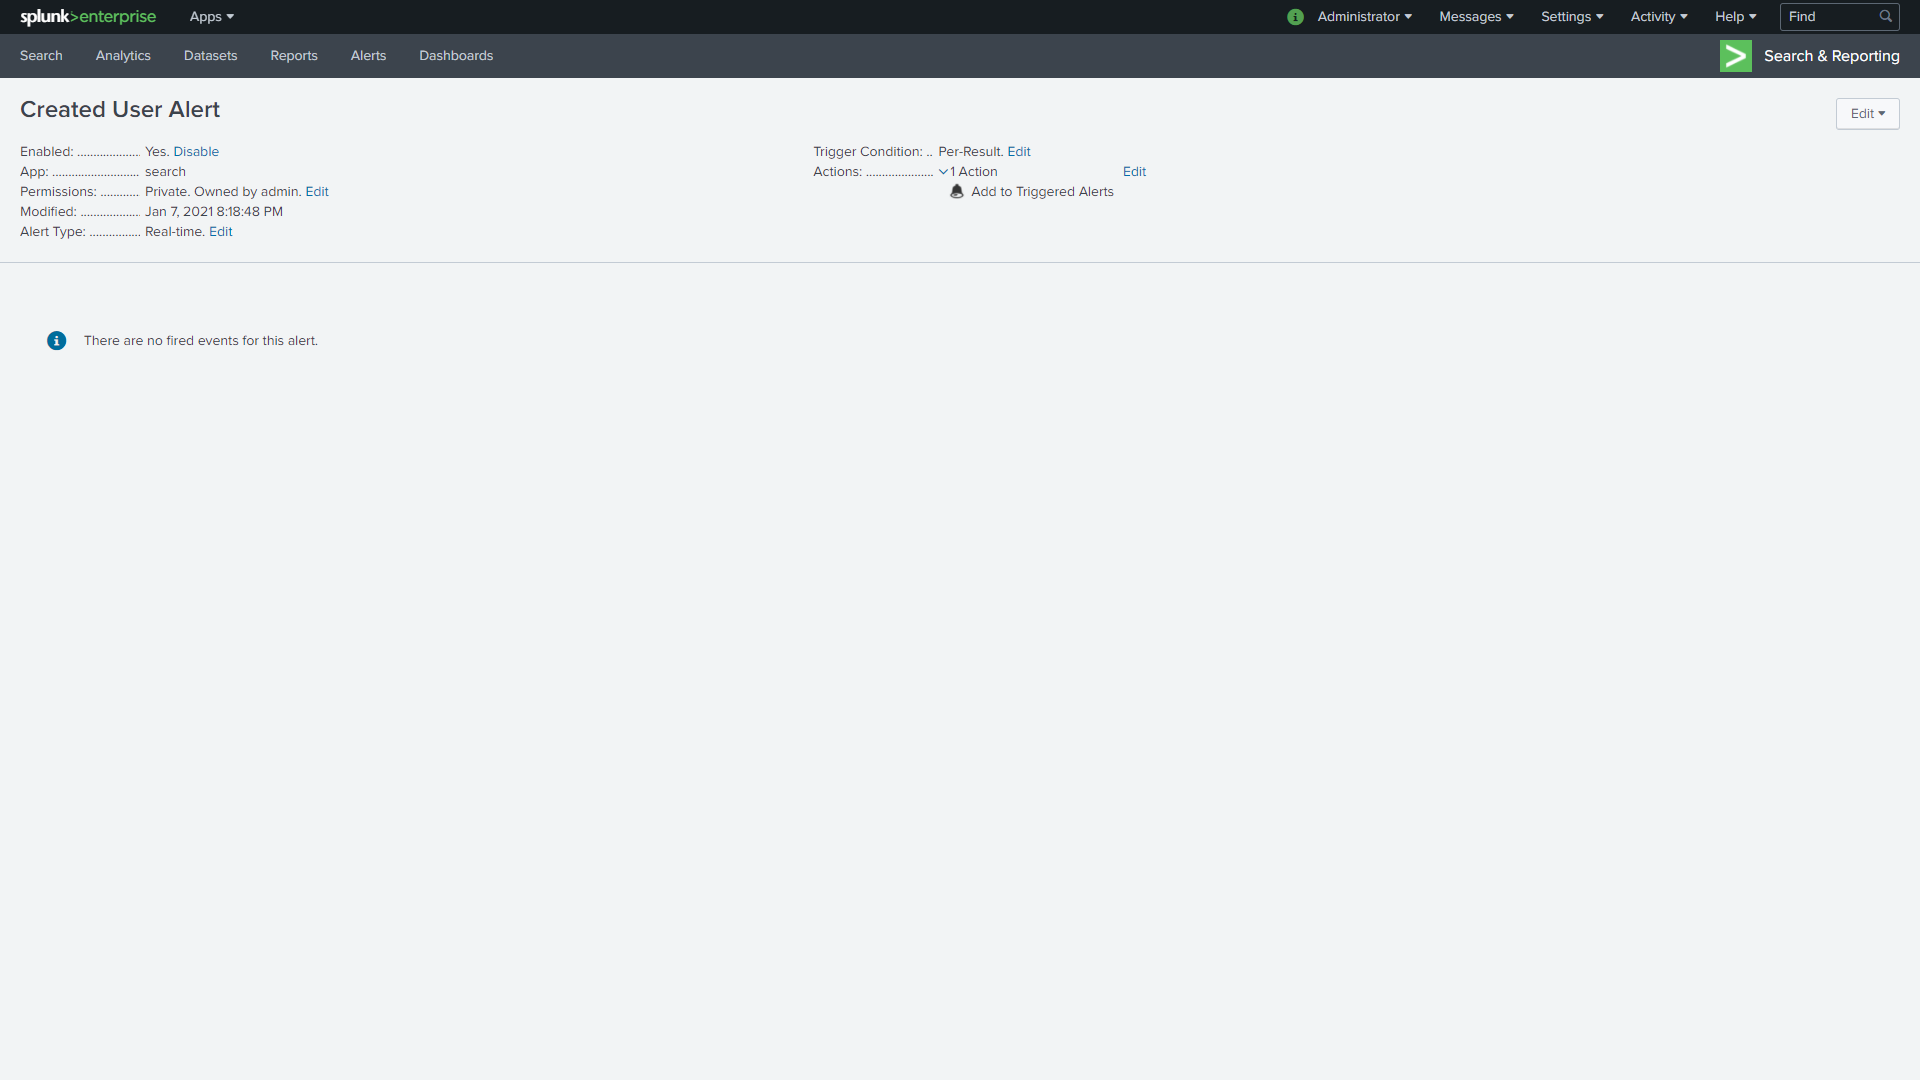 splunk>enterprise Apps Administrator Messages Settings Activity Help Find
Search Analytics Datasets Reports Alerts Dashboards Search & Reporting
Created User Alert
Edit
Enabled: ................... Yes. Disable
App: ........................... search
Permissions: ............ Private. Owned by admin. Edit
Modified: ................... Jan 7, 2021 8:18:48 PM
Alert Type: ................ Real-time. Edit
Trigger Condition: .. Per-Result. Edit
Actions: ..................... 1 Action Edit
Add to Triggered Alerts
There are no fired events for this alert.